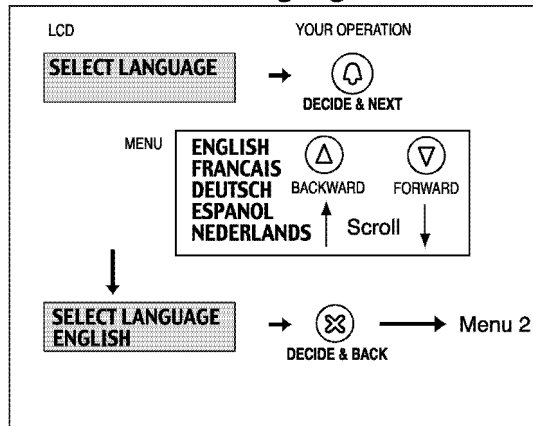 LCD YOUR OPERATION
SELECT LANGUAGE
DECIDE & NEXT
MENU
ENGLISH
FRANCAIS
DEUTSCH
ESPANOL
NEDERLANDS
BACKWARD FORWARD
Scroll
SELECT LANGUAGE
ENGLISH
DECIDE & BACK
Menu 2